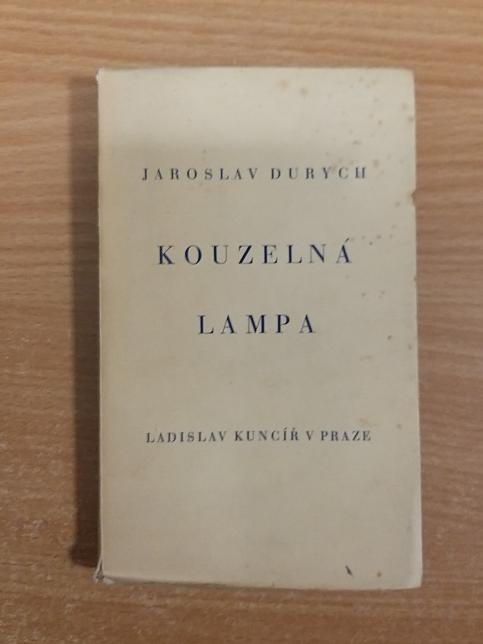 JAROSLAV DURYCH
KOUZELNÁ
LAMPA
LADISLAV KUNCÍŘ V PRAZE